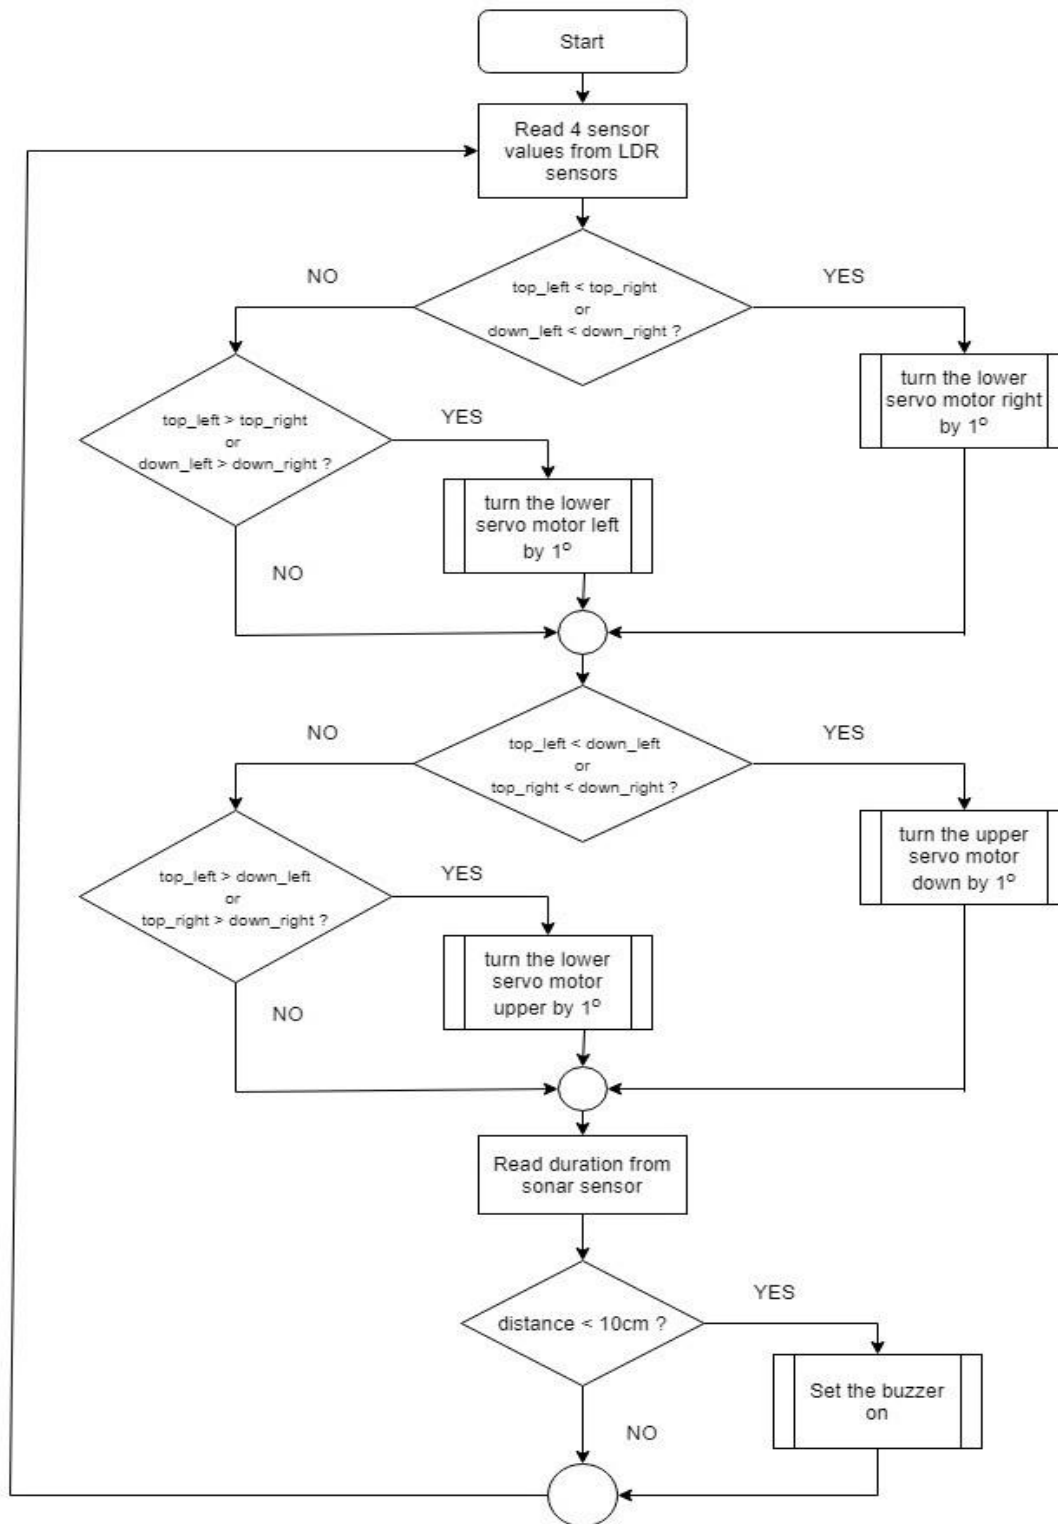 Start
Read 4 sensor
values from LDR
sensors
NO
YES
top_left < top_right
or
down_left < down_right ?
turn the lower
servo motor right
by 1º
top_left > top_right
or
down_left > down_right ?
YES
turn the lower
servo motor left
by 1º
NO
NO
YES
top_left < down_left
or
top_right < down_right ?
turn the upper
servo motor
down by 1º
top_left > down_left
or
top_right > down_right ?
YES
turn the lower
servo motor
upper by 1º
NO
Read duration from
sonar sensor
YES
distance < 10cm ?
Set the buzzer
on
NO